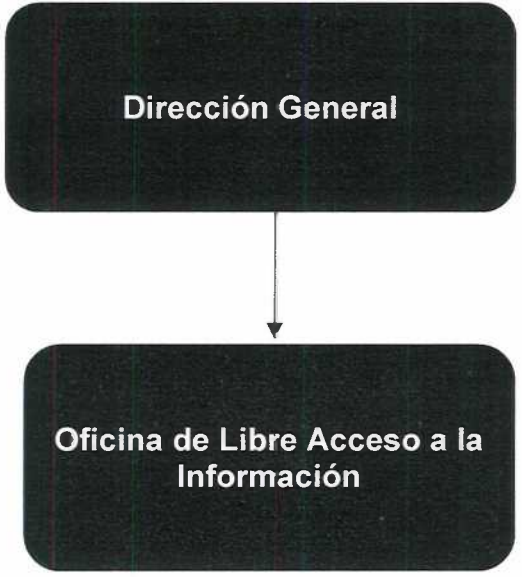 Dirección General
Oficina de Libre Acceso a la
Información